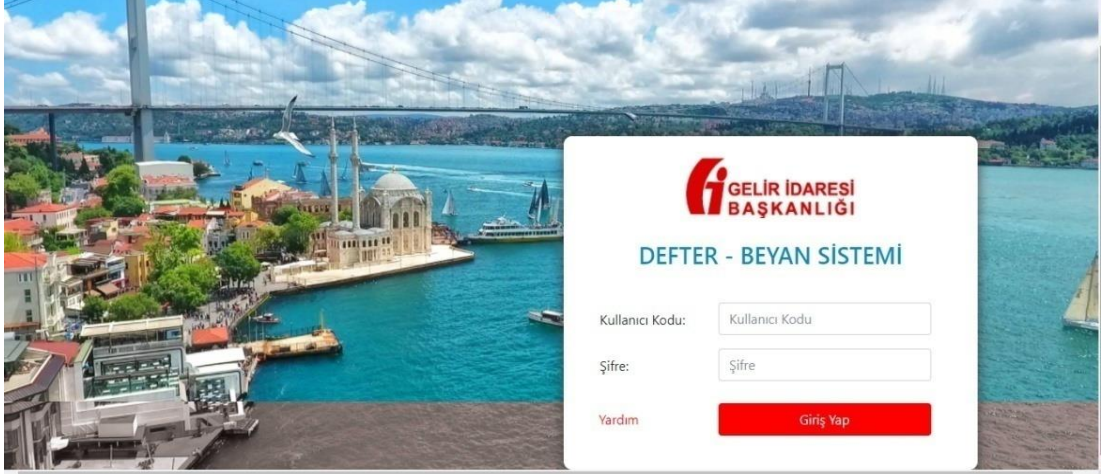 GELİR İDARESİ
BAŞKANLIĞI
DEFTER - BEYAN SİSTEMİ
Kullanıcı Kodu: Kullanıcı Kodu
Şifre: Şifre
Yardım Giriş Yap